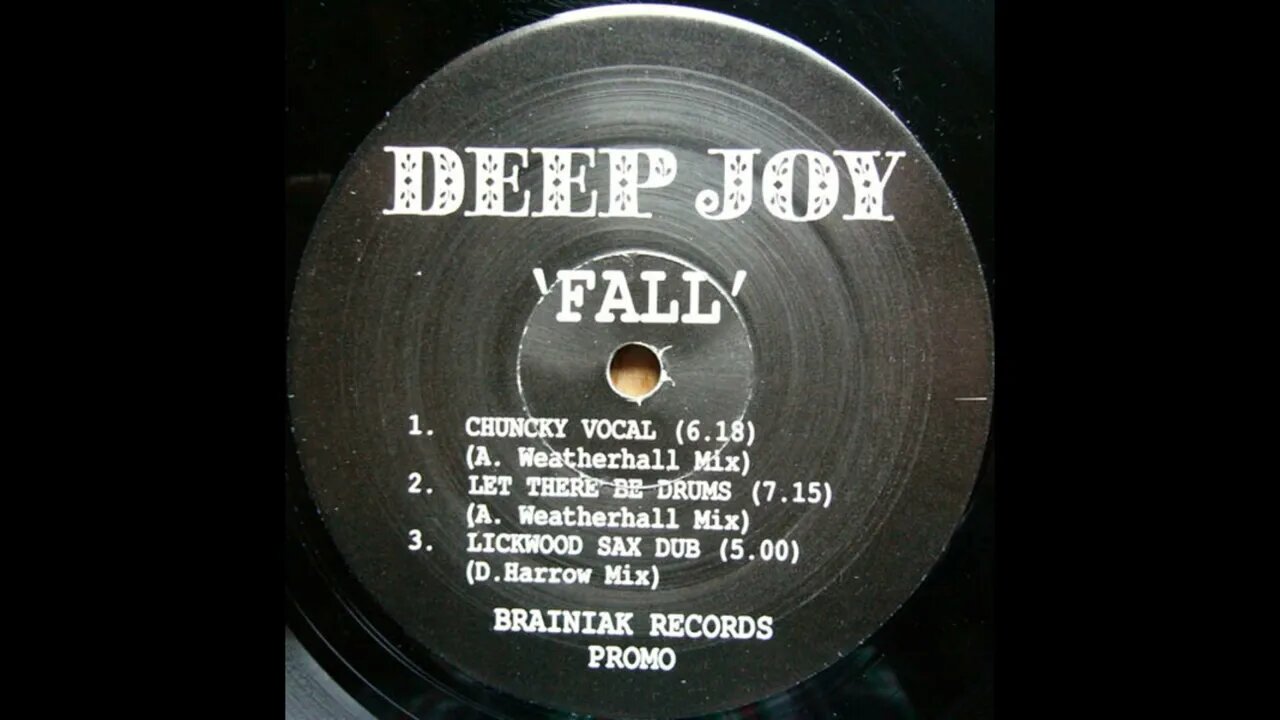 DEEP JOY
'FALL'
1. CHUNCKY VOCAL (6.18)
(A. Weatherhall Mix)
2. LET THERE BE DRUMS (7.15)
(A. Weatherhall Mix)
3. LICKWOOD SAX DUB (5.00)
(D.Harrow Mix)
BRAINIAK RECORDS
PROMO